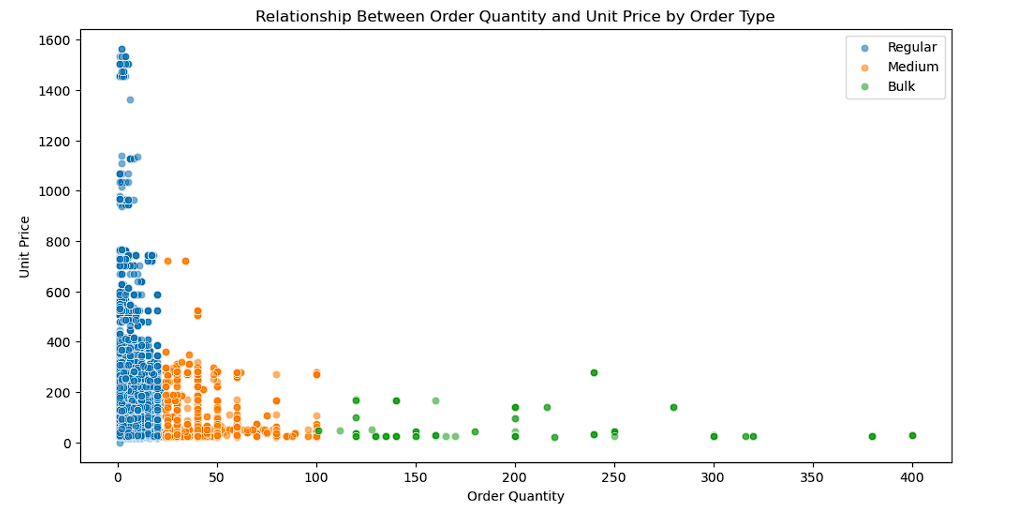 Relationship Between Order Quantity and Unit Price by Order Type
1600
1400
1200
1000
800
600
400
200
0
Unit Price
Regular
Medium
Bulk
0 50 100 150 200 250 300 350 400
Order Quantity